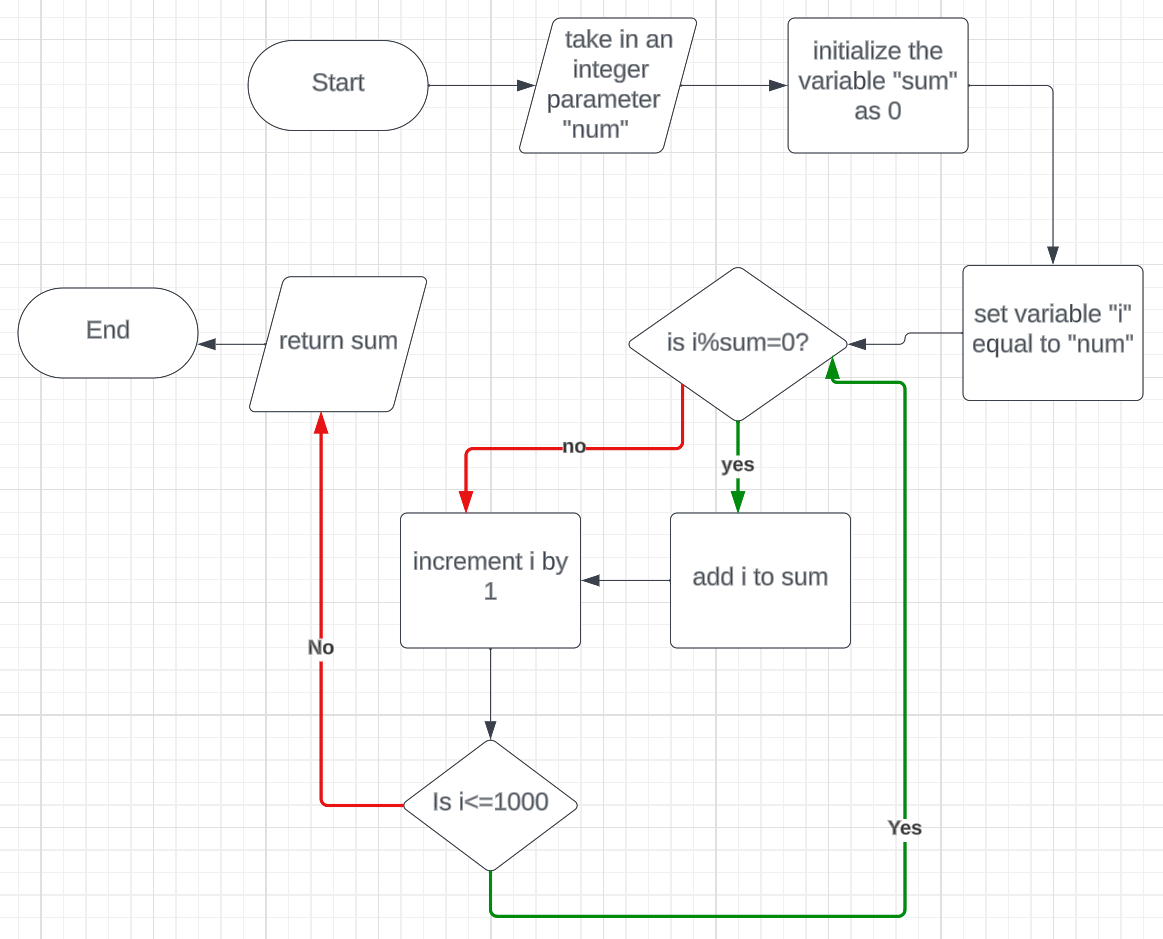 Start
take in an
integer
parameter
"num"
initialize the
variable "sum"
as 0
set variable "i"
equal to "num"
is i%sum=0?
return sum
End
no
yes
increment i by
1
add i to sum
No
Is i<=1000
Yes